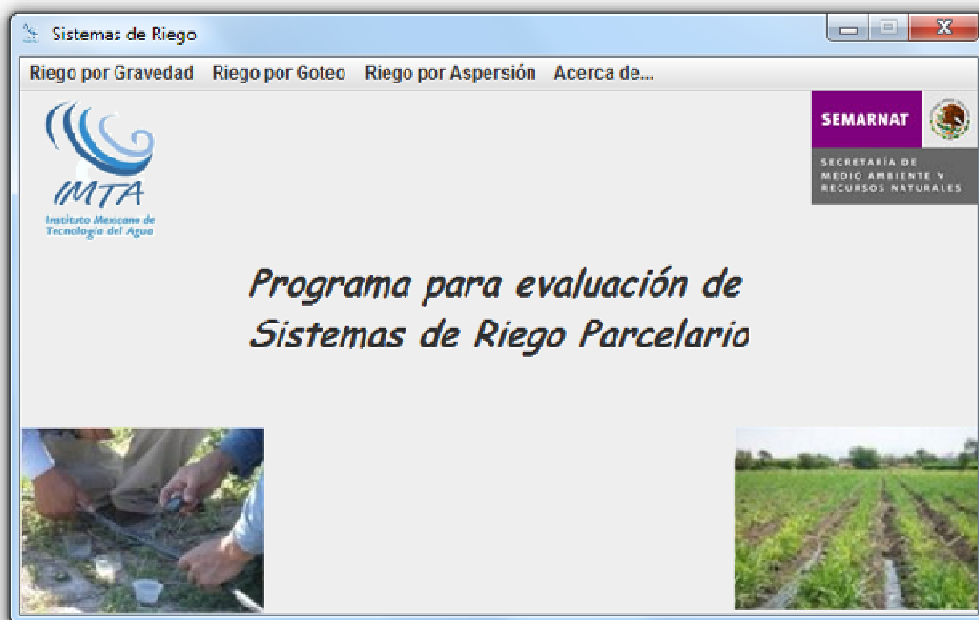 Sistemas de Riego
Riego por Gravedad Riego por Goteo Riego por Aspersión Acerca de...
IMTA
Instituto Mexicano de
Tecnología del Agua
SEMARNAT
SECRETARÍA DE
MEDIO AMBIENTE Y
RECURSOS NATURALES
Programa para evaluación de
Sistemas de Riego Parcelario